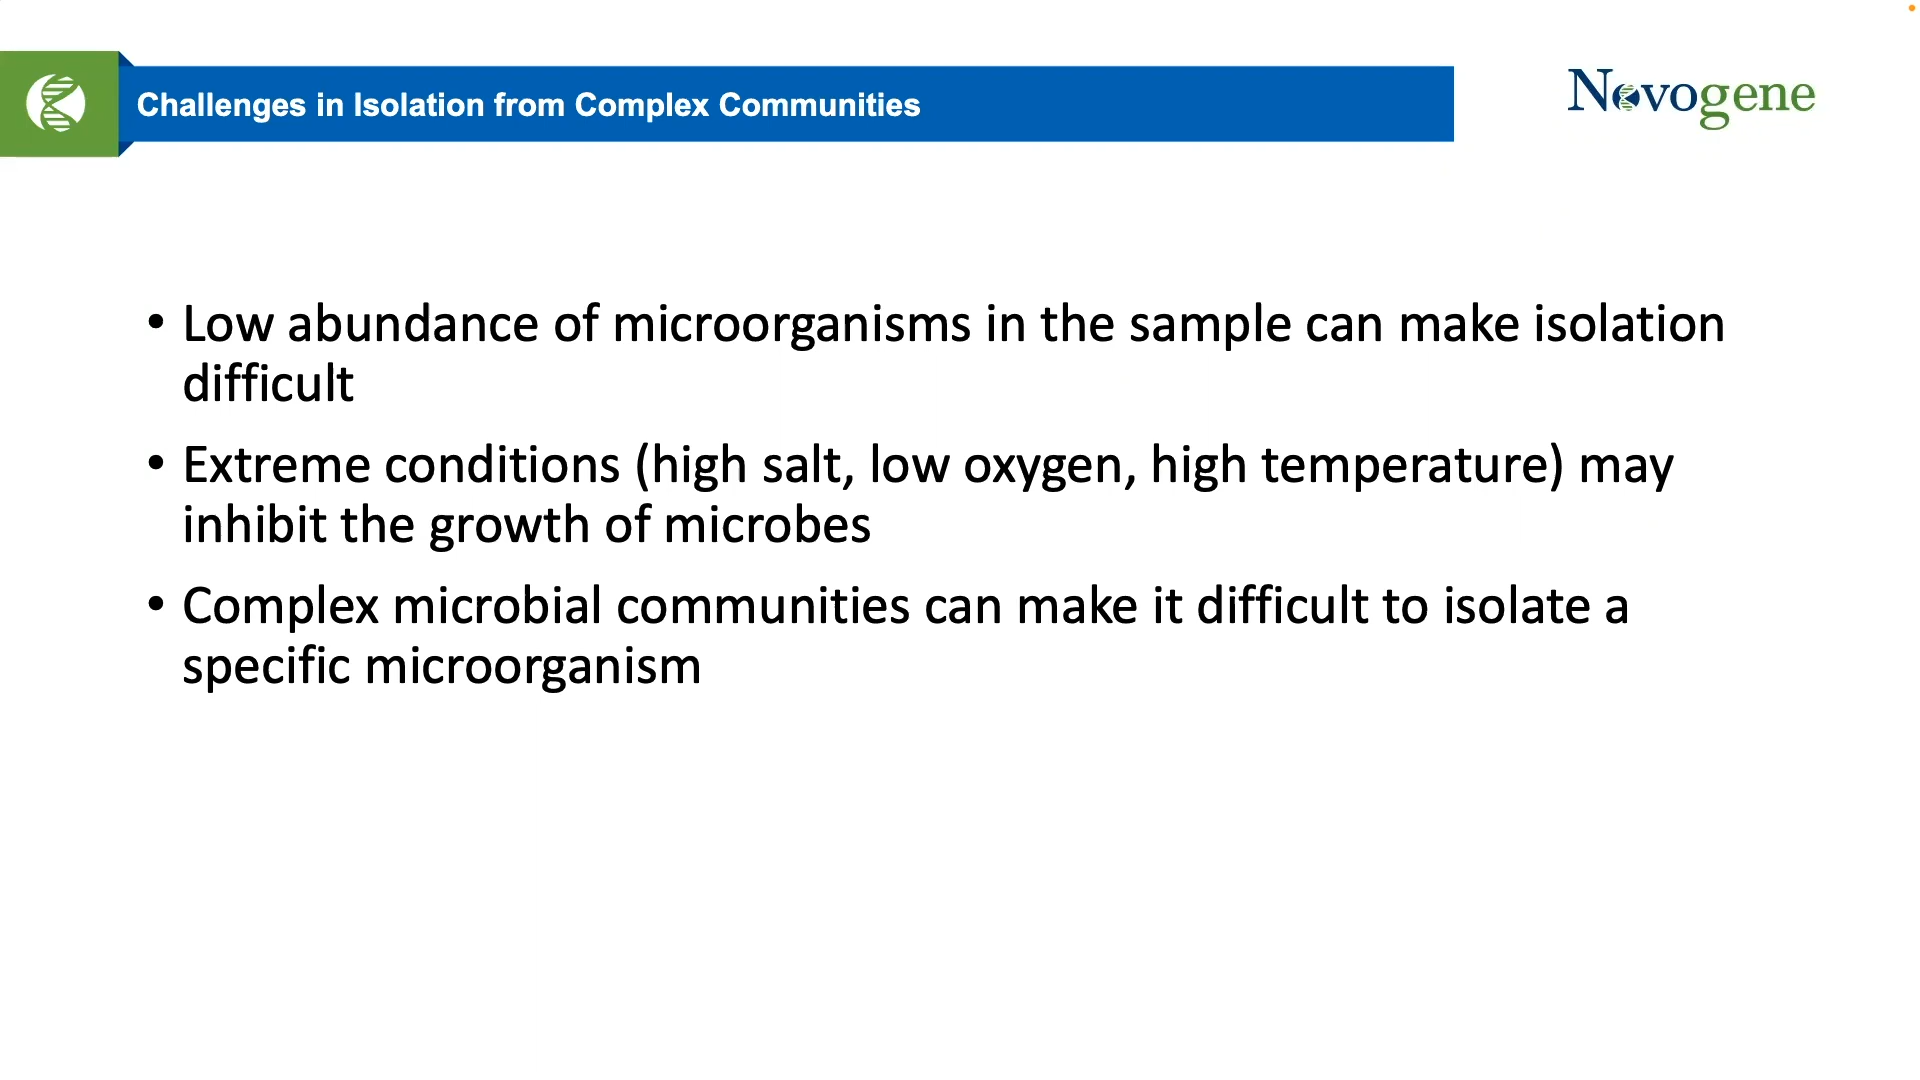 Challenges in Isolation from Complex Communities
Novogene
• Low abundance of microorganisms in the sample can make isolation
difficult
• Extreme conditions (high salt, low oxygen, high temperature) may
inhibit the growth of microbes
• Complex microbial communities can make it difficult to isolate a
specific microorganism